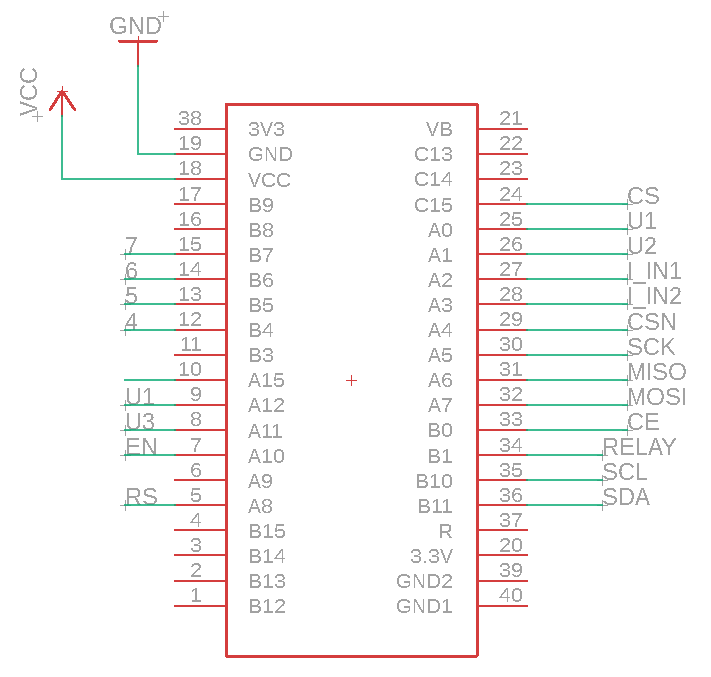 GND
VCC
38 3V3 VB 21
19 GND C13 22
18 VCC C14 23
17 B9 C15 24 CS
16 B8 A0 25 U1
7 15 B7 A1 26 U2
6 14 B6 A2 27 I_IN1
5 13 B5 A3 28 I_IN2
4 12 B4 A4 29 CSN
11 B3 A5 30 SCK
10 A15 A6 31 MISO
U1 9 A12 A7 32 MOSI
U3 8 A11 B0 33 CE
EN 7 A10 B1 34 RELAY
6 A9 B10 35 SCL
RS 5 A8 B11 36 SDA
4 B15 R 37
3 B14 3.3V 20
2 B13 GND2 39
1 B12 GND1 40